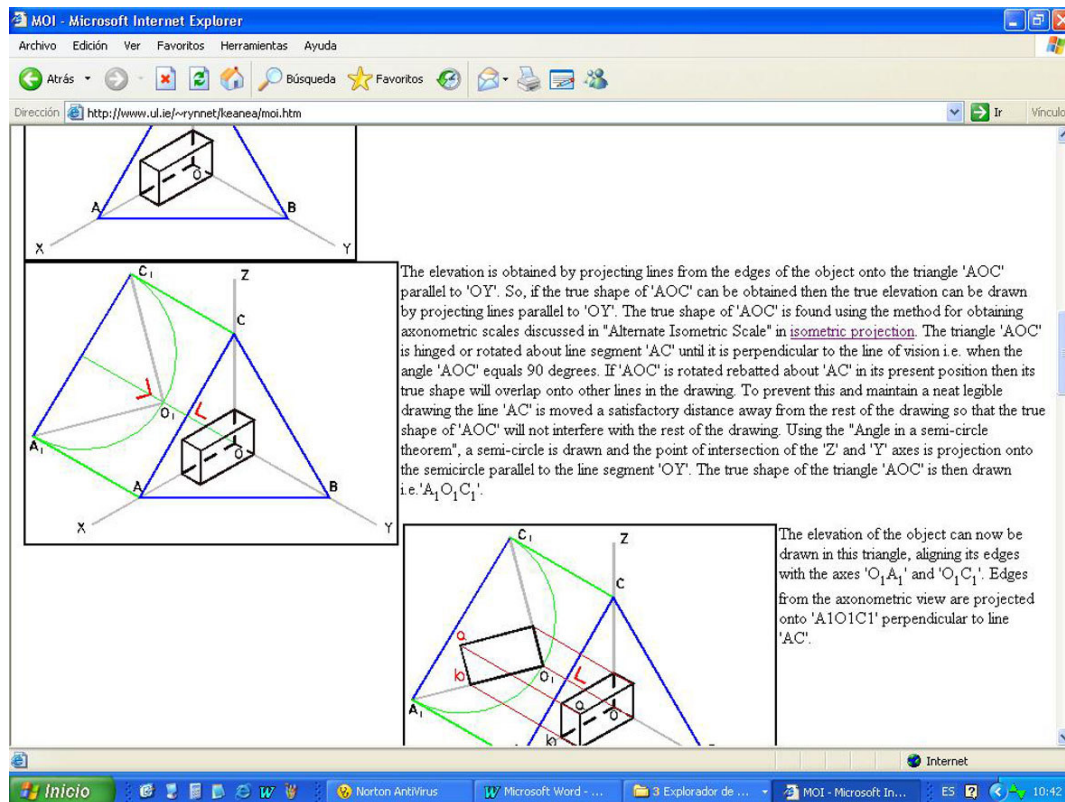 MOI - Microsoft Internet Explorer
Archivo Edición Ver Favoritos Herramientas Ayuda
Atrás Búsqueda Favoritos
Dirección http://www.ul.ie/~rynnet/keanea/moi.htm Ir Vínculo
O
A B
X Y
C₁ Z
C
O₁
O
A₁
A B
X Y
The elevation is obtained by projecting lines from the edges of the object onto the triangle 'AOC'
parallel to 'OY'. So, if the true shape of 'AOC' can be obtained then the true elevation can be drawn
by projecting lines parallel to 'OY'. The true shape of 'AOC' is found using the method for obtaining
axonometric scales discussed in "Alternate Isometric Scale" in isometric projection. The triangle 'AOC'
is hinged or rotated about line segment 'AC' until it is perpendicular to the line of vision i.e. when the
angle 'AOC' equals 90 degrees. If 'AOC' is rotated rebatted about 'AC' in its present position then its
true shape will overlap onto other lines in the drawing. To prevent this and maintain a neat legible
drawing the line 'AC' is moved a satisfactory distance away from the rest of the drawing so that the true
shape of 'AOC' will not interfere with the rest of the drawing. Using the "Angle in a semi-circle
theorem", a semi-circle is drawn and the point of intersection of the 'Z' and 'Y' axes is projection onto
the semicircle parallel to the line segment 'OY'. The true shape of the triangle 'AOC' is then drawn
i.e.'A₁O₁C₁'.
C₁ Z
C
a
b
O₁
A₁
a O
b
The elevation of the object can now be
drawn in this triangle, aligning its edges
with the axes 'O₁A₁' and 'O₁C₁'. Edges
from the axonometric view are projected
onto 'A1O1C1' perpendicular to line
'AC'.
Internet
Inicio Norton AntiVirus Microsoft Word - ... 3 Explorador de ... MOI - Microsoft In... ES 10:42